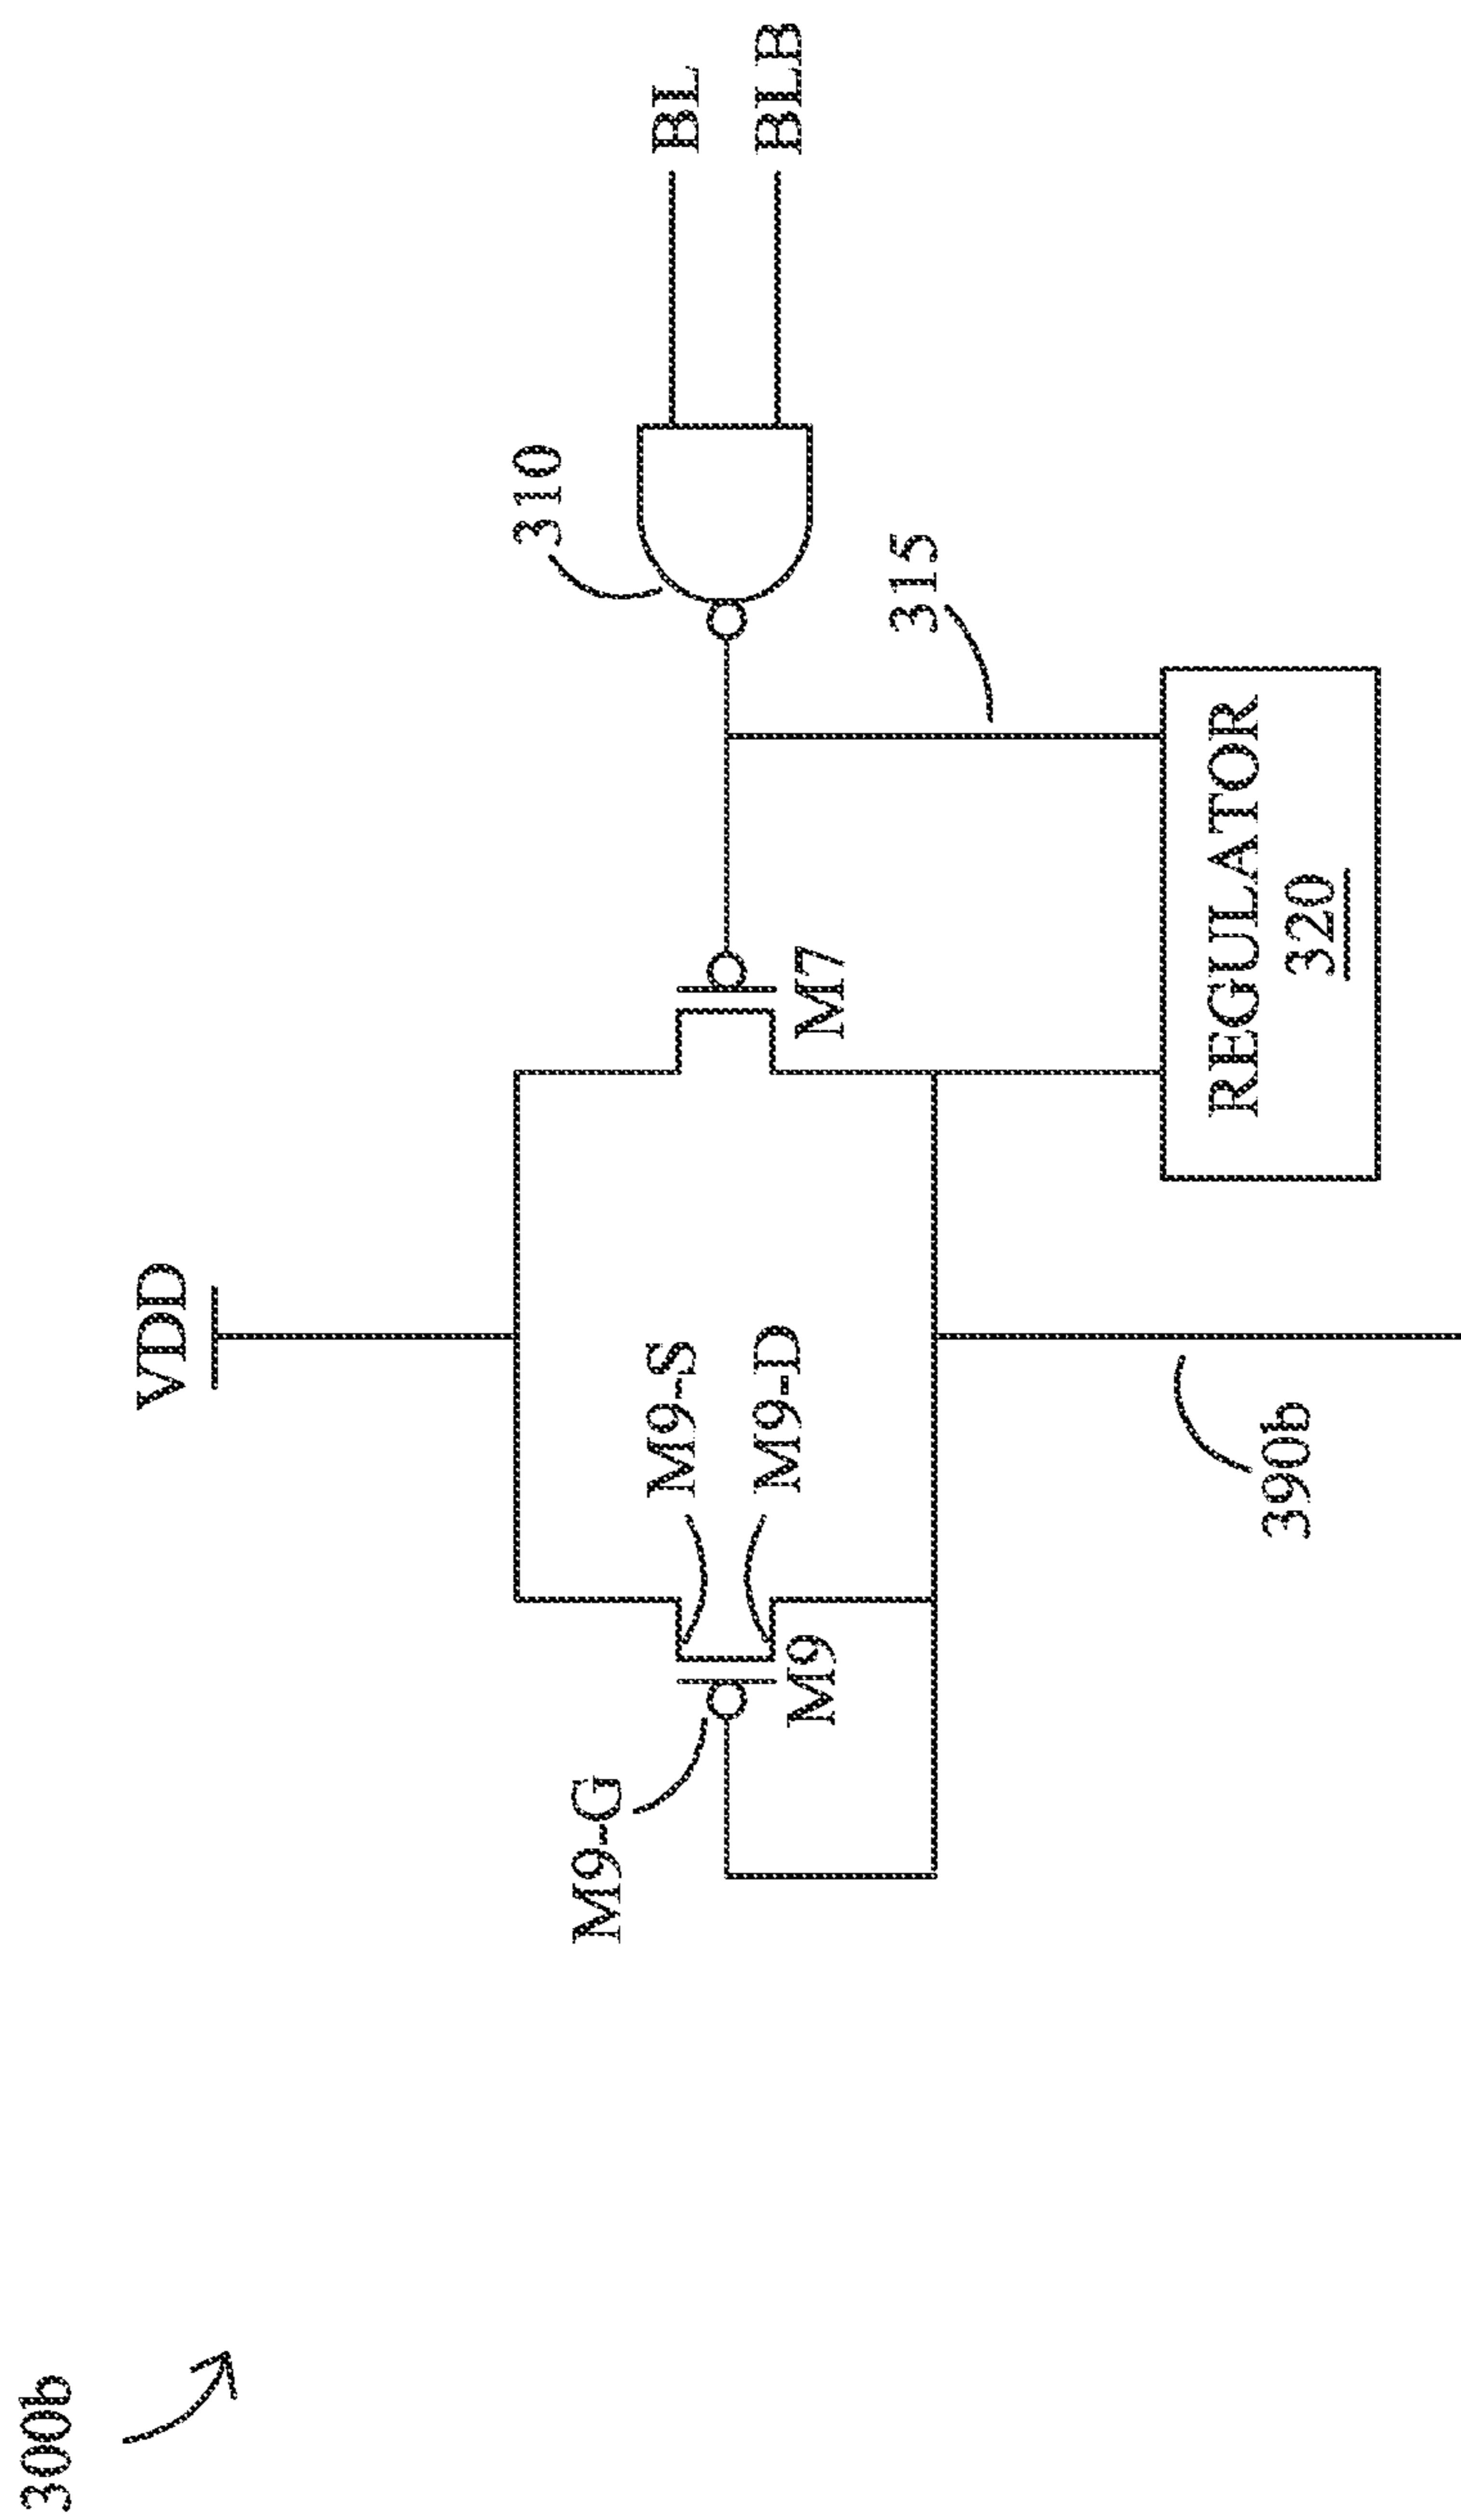 300b
VDD
M9-G
M9-S
M9-D
M9
M7
310
BL
BLB
315
REGULATOR
320
390b